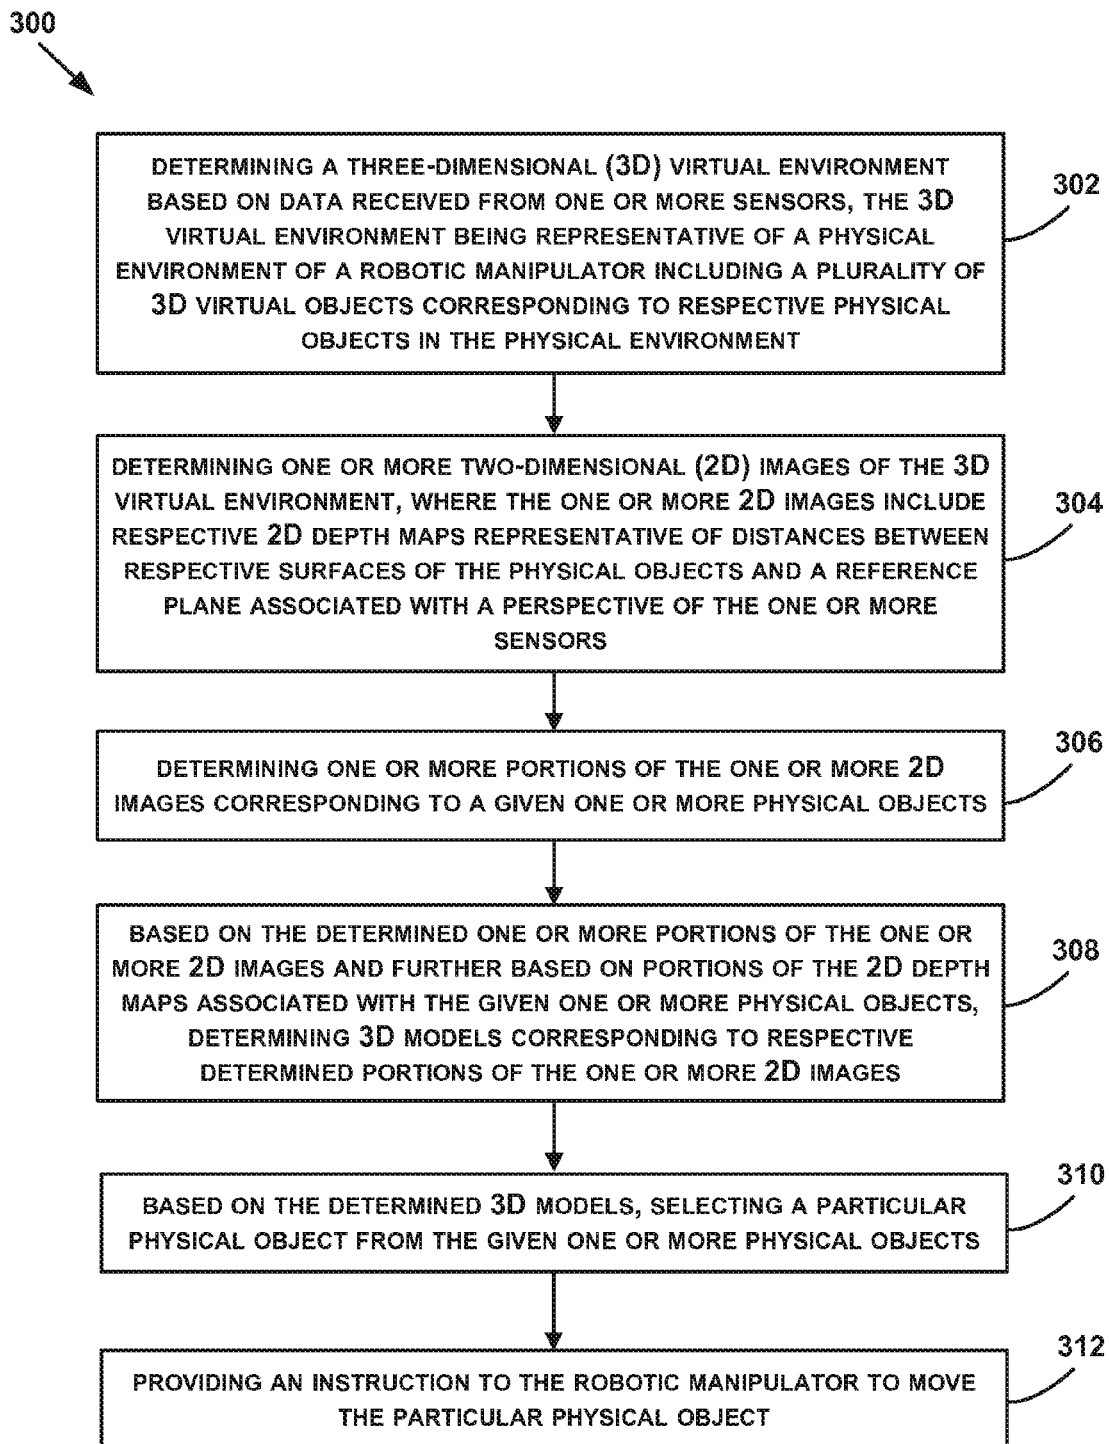 300
DETERMINING A THREE-DIMENSIONAL (3D) VIRTUAL ENVIRONMENT
BASED ON DATA RECEIVED FROM ONE OR MORE SENSORS, THE 3D
VIRTUAL ENVIRONMENT BEING REPRESENTATIVE OF A PHYSICAL
ENVIRONMENT OF A ROBOTIC MANIPULATOR INCLUDING A PLURALITY OF
3D VIRTUAL OBJECTS CORRESPONDING TO RESPECTIVE PHYSICAL
OBJECTS IN THE PHYSICAL ENVIRONMENT
302
DETERMINING ONE OR MORE TWO-DIMENSIONAL (2D) IMAGES OF THE 3D
VIRTUAL ENVIRONMENT, WHERE THE ONE OR MORE 2D IMAGES INCLUDE
RESPECTIVE 2D DEPTH MAPS REPRESENTATIVE OF DISTANCES BETWEEN
RESPECTIVE SURFACES OF THE PHYSICAL OBJECTS AND A REFERENCE
PLANE ASSOCIATED WITH A PERSPECTIVE OF THE ONE OR MORE
SENSORS
304
DETERMINING ONE OR MORE PORTIONS OF THE ONE OR MORE 2D
IMAGES CORRESPONDING TO A GIVEN ONE OR MORE PHYSICAL OBJECTS
306
BASED ON THE DETERMINED ONE OR MORE PORTIONS OF THE ONE OR
MORE 2D IMAGES AND FURTHER BASED ON PORTIONS OF THE 2D DEPTH
MAPS ASSOCIATED WITH THE GIVEN ONE OR MORE PHYSICAL OBJECTS,
DETERMINING 3D MODELS CORRESPONDING TO RESPECTIVE
DETERMINED PORTIONS OF THE ONE OR MORE 2D IMAGES
308
BASED ON THE DETERMINED 3D MODELS, SELECTING A PARTICULAR
PHYSICAL OBJECT FROM THE GIVEN ONE OR MORE PHYSICAL OBJECTS
310
PROVIDING AN INSTRUCTION TO THE ROBOTIC MANIPULATOR TO MOVE
THE PARTICULAR PHYSICAL OBJECT
312